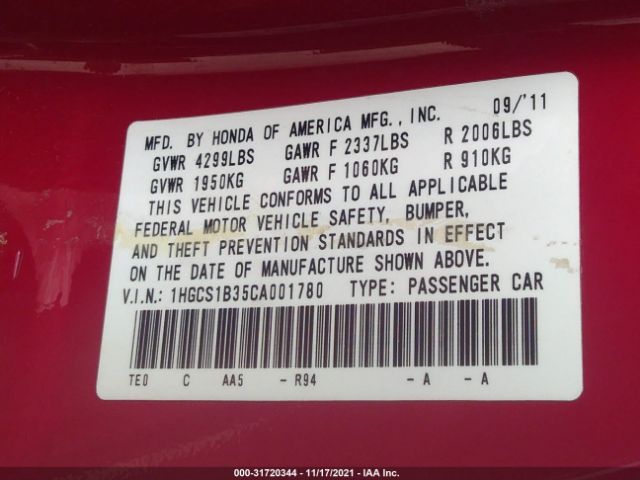 MFD. BY HONDA OF AMERICA MFG., INC. 09/'11
GVWR 4299LBS GAWR F 2337LBS R 2006LBS
GVWR 1950KG GAWR F 1060KG R 910KG
THIS VEHICLE CONFORMS TO ALL APPLICABLE
FEDERAL MOTOR VEHICLE SAFETY, BUMPER,
AND THEFT PREVENTION STANDARDS IN EFFECT
ON THE DATE OF MANUFACTURE SHOWN ABOVE.
V.I.N.: 1HGCS1B35CA001780 TYPE: PASSENGER CAR
TE0 C AA5 - R94 - A - A
000-31720344 - 11/17/2021 - IAA Inc.